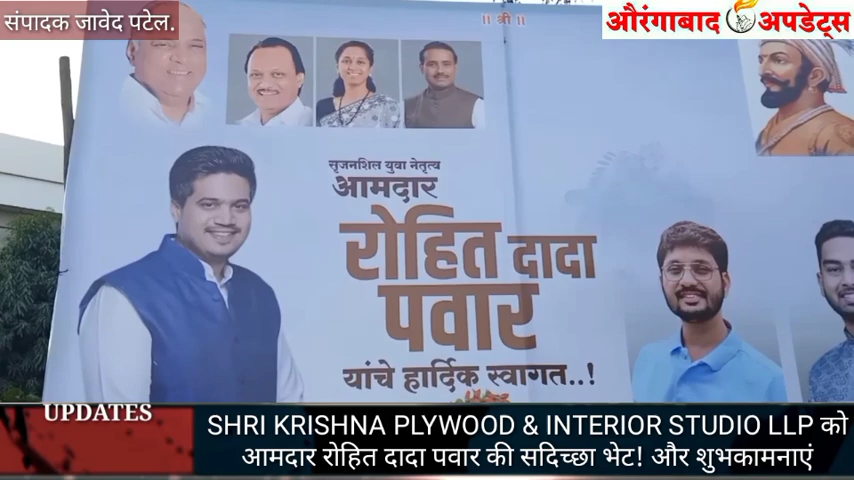 संपादक जावेद पटेल.
औरंगाबाद अपडेट्स
॥ श्री ॥
सृजनशिल युवा नेतृत्व
आमदार
रोहित दादा
पवार
यांचे हार्दिक स्वागत..!
UPDATES
SHRI KRISHNA PLYWOOD & INTERIOR STUDIO LLP को
आमदार रोहित दादा पवार की सदिच्छा भेट! और शुभकामनाएं